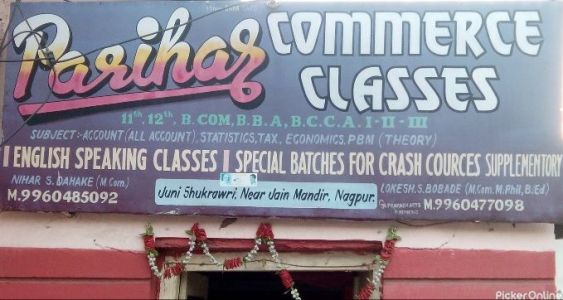 Parihar COMMERCE
CLASSES
11th, 12th, B.COM, B.B.A, B.C.C.A. I-II-III
SUBJECT:-ACCOUNT (ALL ACCOUNT), STATISTICS, TAX, ECONOMICS, PBM (THEORY)
|| ENGLISH SPEAKING CLASSES || SPECIAL BATCHES FOR CRASH COURCES SUPPLEMENTORY
NIHAR S. DAHAKE (M.Com.)
M.9960485092
Juni Shukrawri, Near Jain Mandir, Nagpur.
LOKESH.S.BOBADE (M.Com. M.Phil, B.Ed)
M.9960477098
PickerOnline